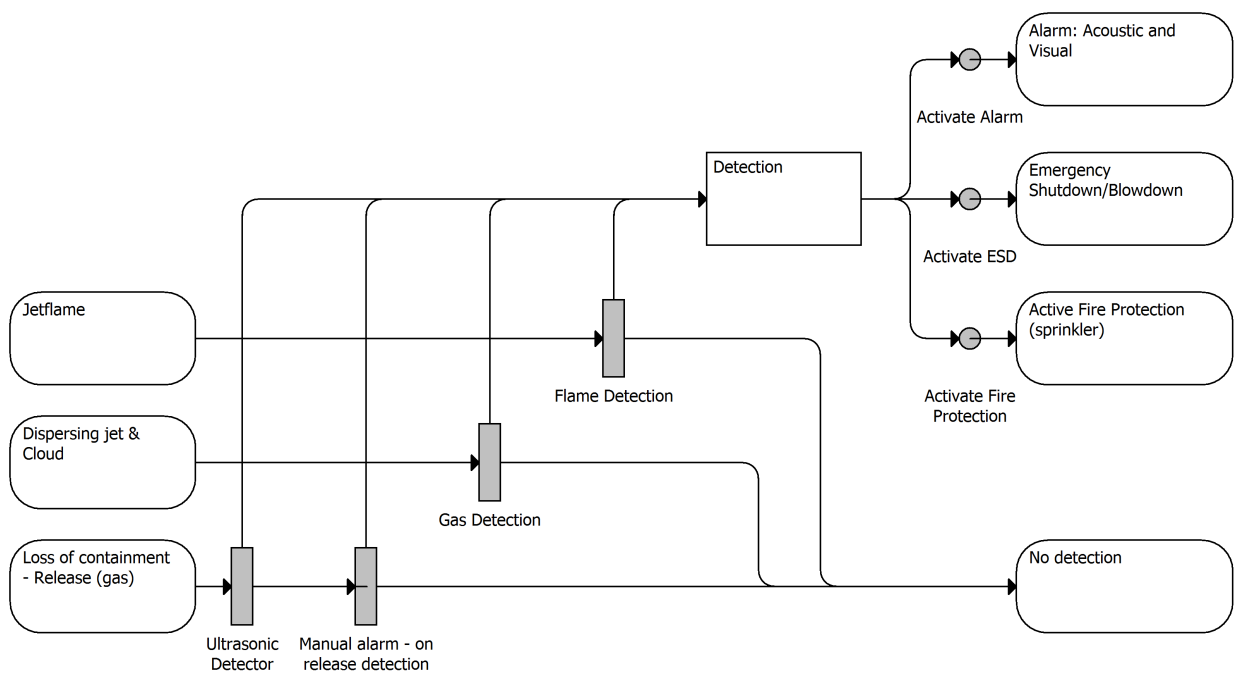 Alarm: Acoustic and
Visual
Activate Alarm
Detection
Emergency
Shutdown/Blowdown
Activate ESD
Jetflame
Active Fire Protection
(sprinkler)
Flame Detection
Activate Fire
Protection
Dispersing jet &
Cloud
Gas Detection
Loss of containment
- Release (gas)
No detection
Ultrasonic
Detector
Manual alarm - on
release detection